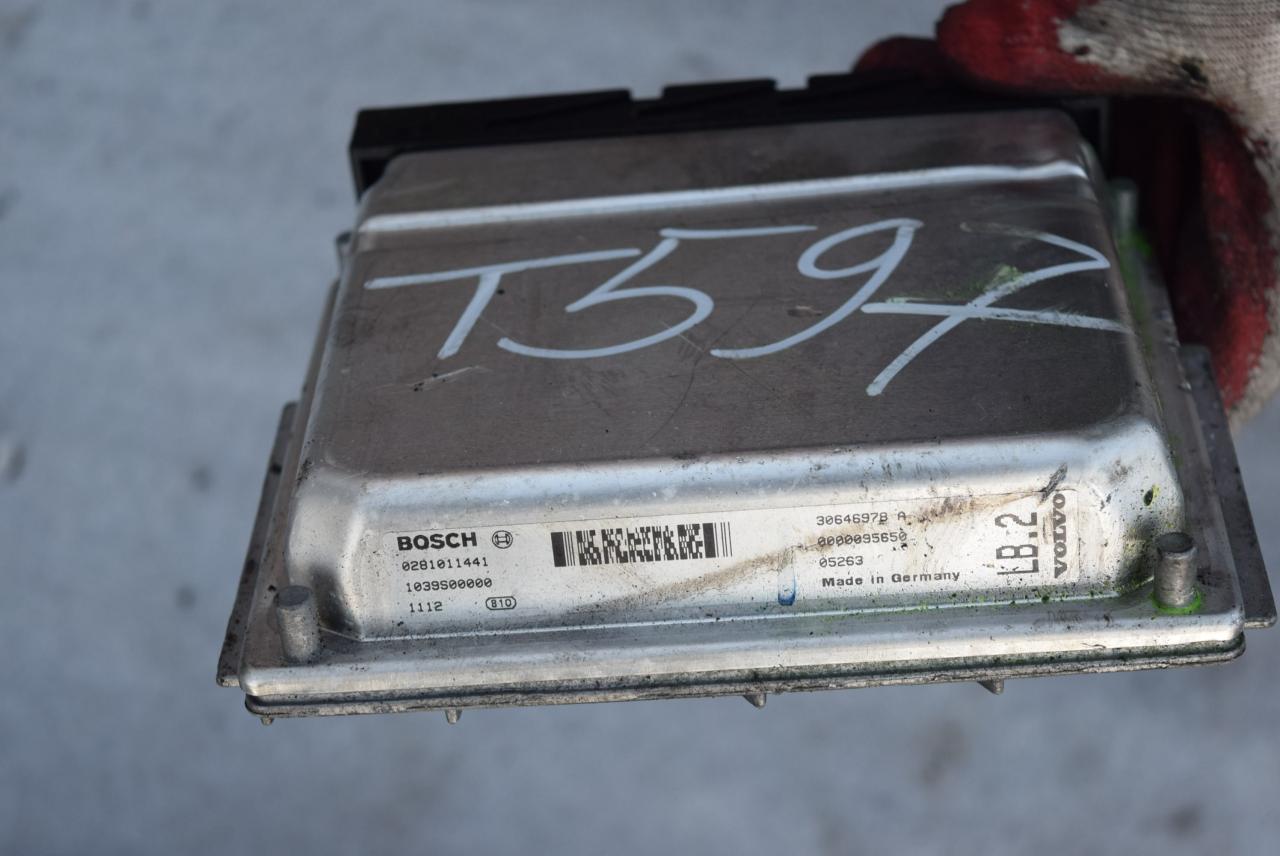 T597
BOSCH
0281011441
1039S00000
1112 810
30646978 A
0000095650
05263
Made in Germany
LB.2
VOLVO